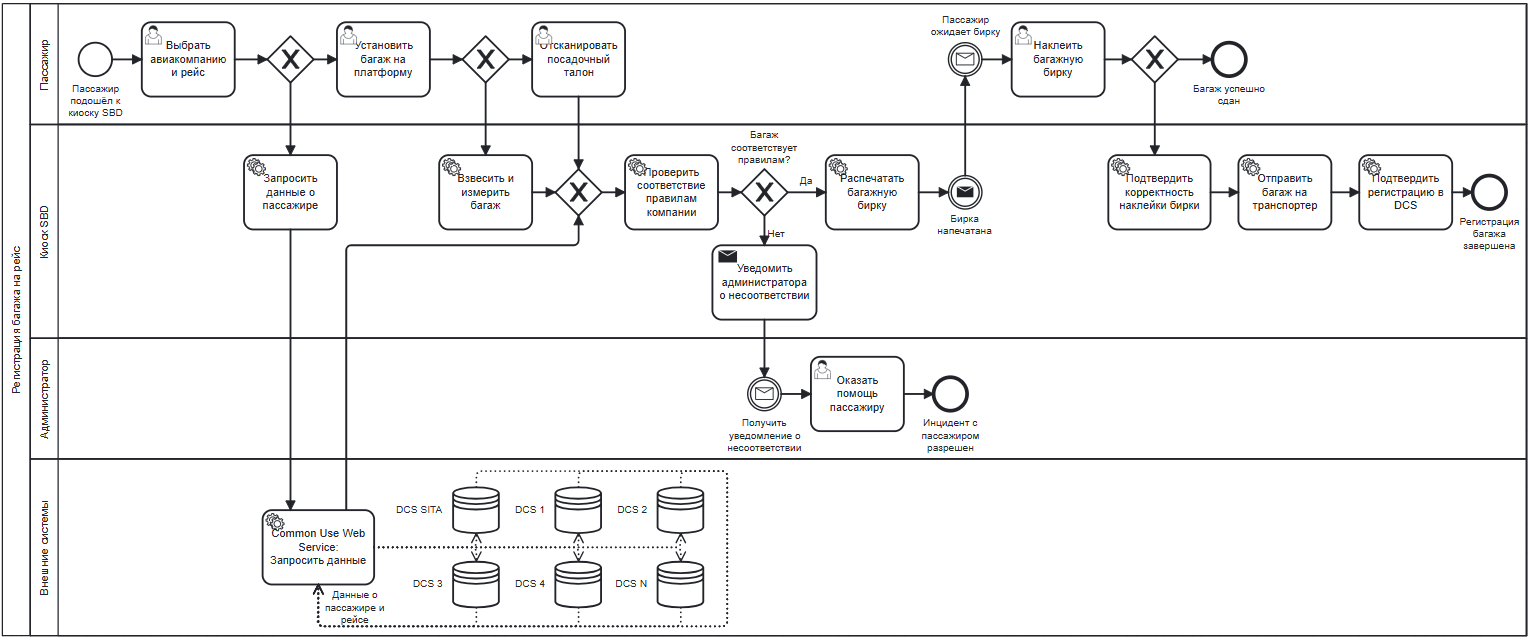 Регистрация багажа на рейс
Пассажир
Пассажир
подошёл к
киоску SBD
Выбрать
авиакомпанию
и рейс
Установить
багаж на
платформу
Отсканировать
посадочный
талон
Пассажир
ожидает бирку
Наклеить
багажную
бирку
Багаж успешно
сдан
Киоск SBD
Запросить
данные о
пассажире
Взвесить и
измерить
багаж
Проверить
соответствие
правилам
компании
Багаж
соответствует
правилам?
Да
Нет
Распечатать
багажную
бирку
Бирка
напечатана
Подтвердить
корректность
наклейки бирки
Отправить
багаж на
транспортер
Подтвердить
регистрацию в
DCS
Регистрация
багажа
завершена
Уведомить
администратора
о несоответствии
Администратор
Получить
уведомление о
несоответствии
Оказать
помощь
пассажиру
Инцидент с
пассажиром
разрешен
Внешние системы
Common Use Web
Service:
Запросить данные
DCS SITA
DCS 1
DCS 2
DCS 3
DCS 4
DCS N
Данные о
пассажире и
рейсе